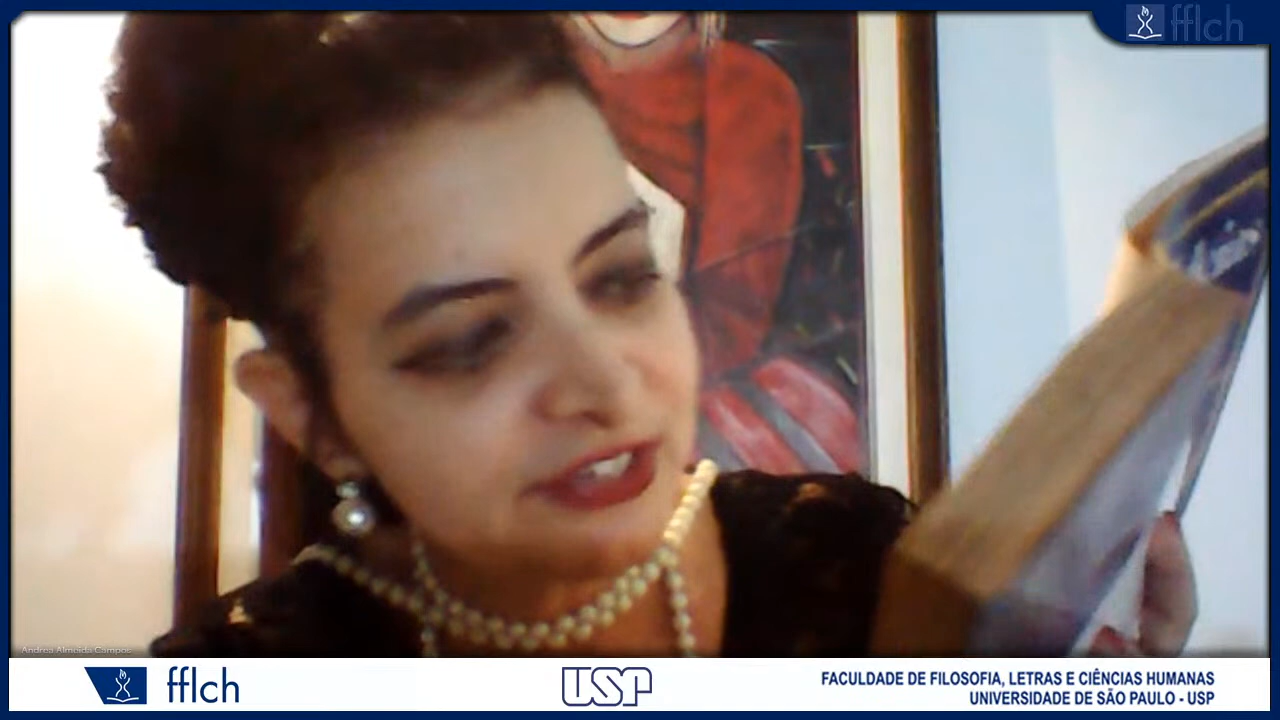 fflch
Andrea Almeida Campos
fflch
USP
FACULDADE DE FILOSOFIA, LETRAS E CIÊNCIAS HUMANAS
UNIVERSIDADE DE SÃO PAULO - USP